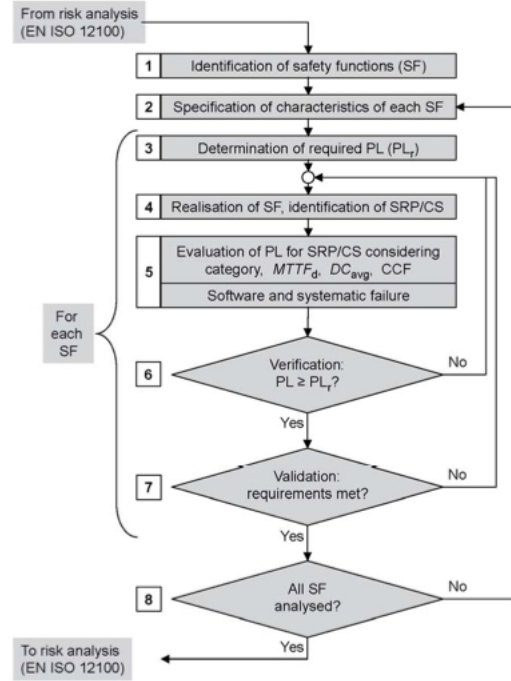 From risk analysis
(EN ISO 12100)
1
Identification of safety functions (SF)
2
Specification of characteristics of each SF
3
Determination of required PL (PLr)
4
Realisation of SF, identification of SRP/CS
5
Evaluation of PL for SRP/CS considering
category, MTTFd, DCavg, CCF
Software and systematic failure
For
each
SF
6
Verification:
PL ≥ PLr?
No
Yes
7
Validation:
requirements met?
No
Yes
8
All SF
analysed?
No
Yes
To risk analysis
(EN ISO 12100)